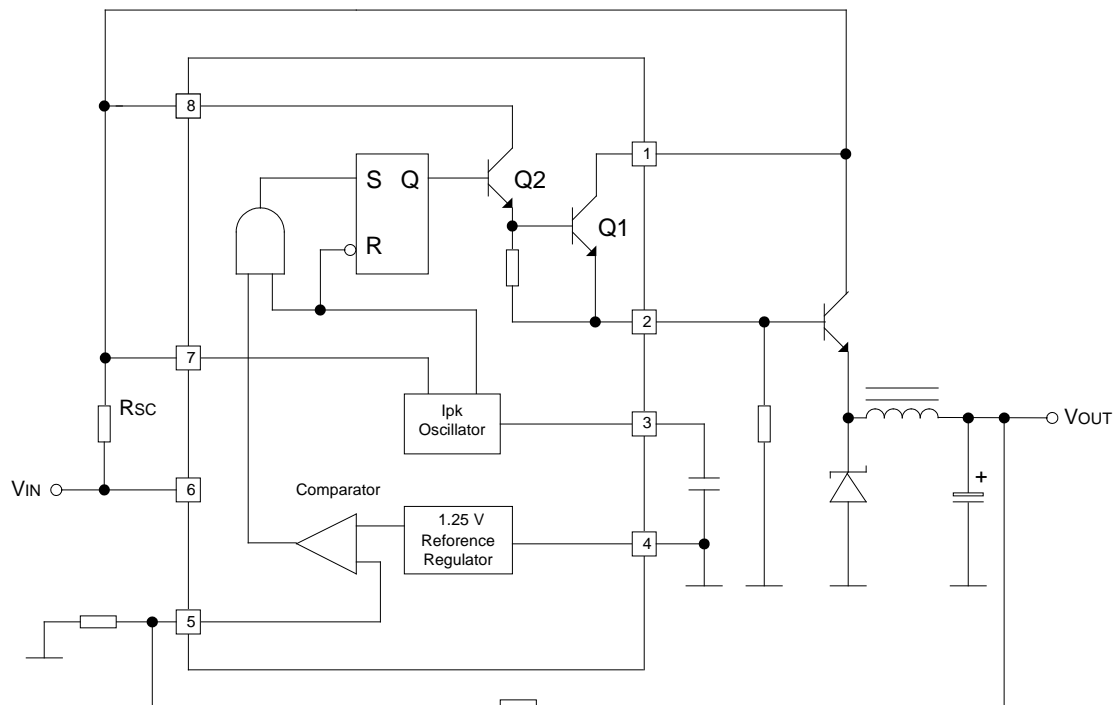 8
1
S Q
Q2
Q1
R
2
7
RSC
Ipk
Oscillator
3
VOUT
VIN
6
Comparator
+
1.25 V
Reforence
Regulator
4
5